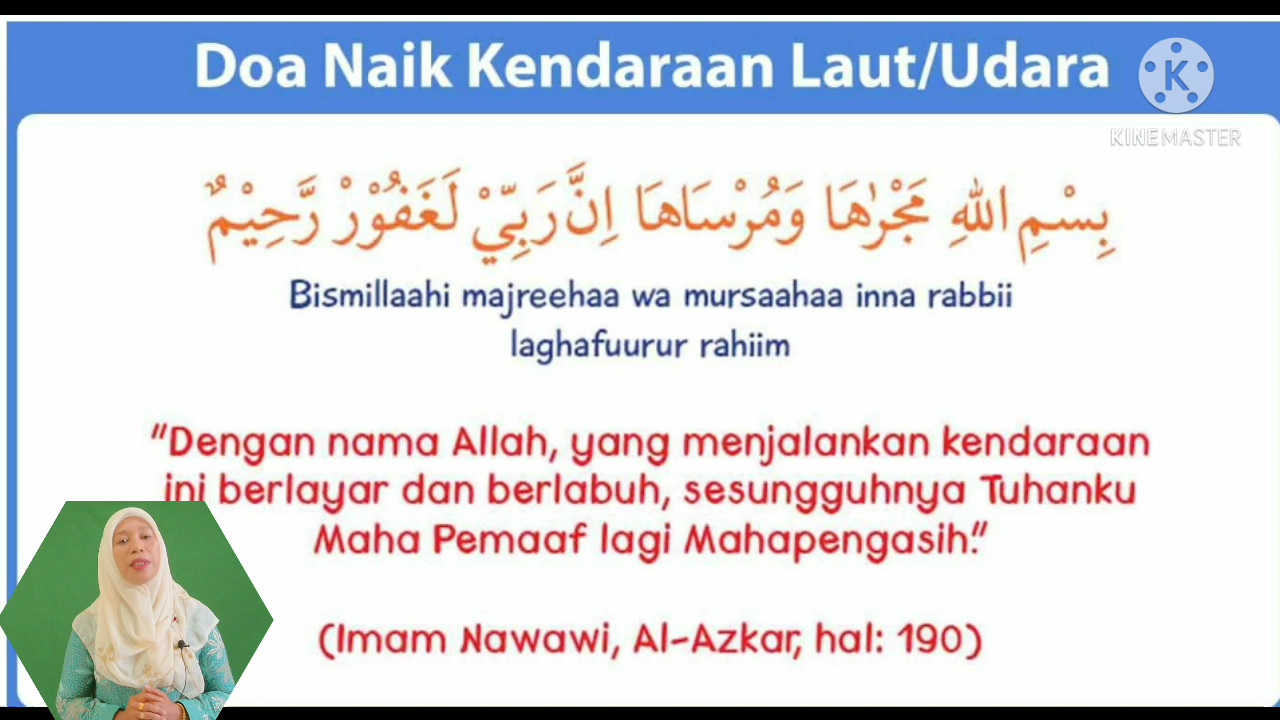 Doa Naik Kendaraan Laut/Udara
K
KINEMASTER
بِسْمِ اللهِ مَجْرٰهَا وَمُرْسَاهَا اِنَّ رَبِّيْ لَغَفُوْرْ رَّحِيْمٌ
Bismillaahi majreehaa wa mursaahaa inna rabbii
laghafuurur rahiim
"Dengan nama Allah, yang menjalankan kendaraan
ini berlayar dan berlabuh, sesungguhnya Tuhanku
Maha Pemaaf lagi Mahapengasih."
(Imam Nawawi, Al-Azkar, hal: 190)